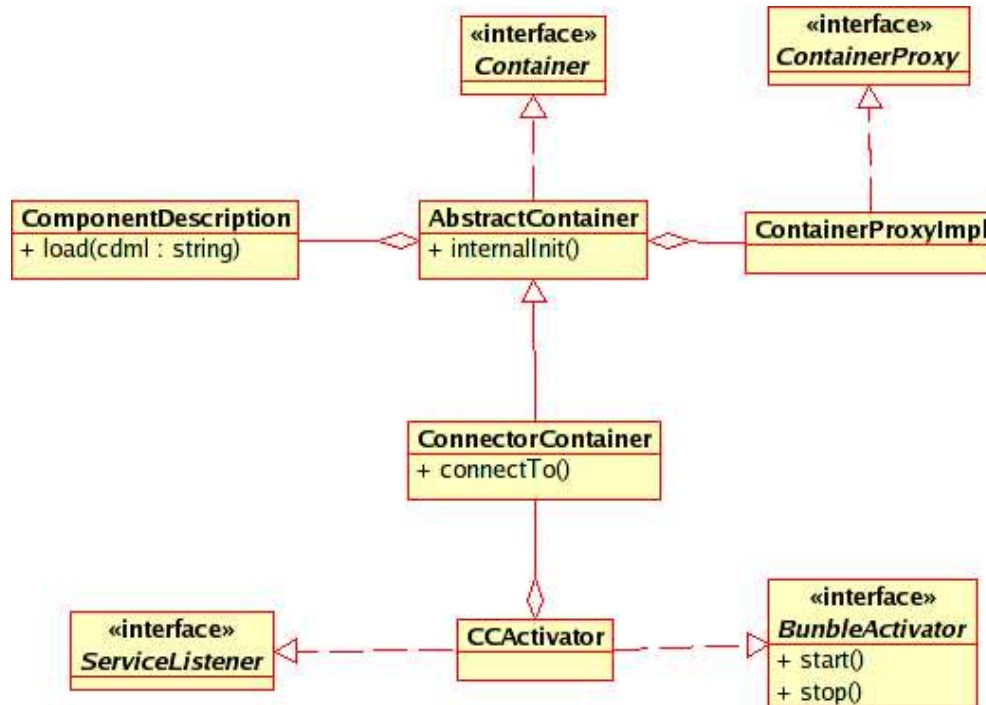 «interface»
Container
«interface»
ContainerProxy
ComponentDescription
+ load(cdml : string)
AbstractContainer
+ internalInit()
ContainerProxyImpl
ConnectorContainer
+ connectTo()
«interface»
ServiceListener
CCActivator
«interface»
BunbleActivator
+ start()
+ stop()